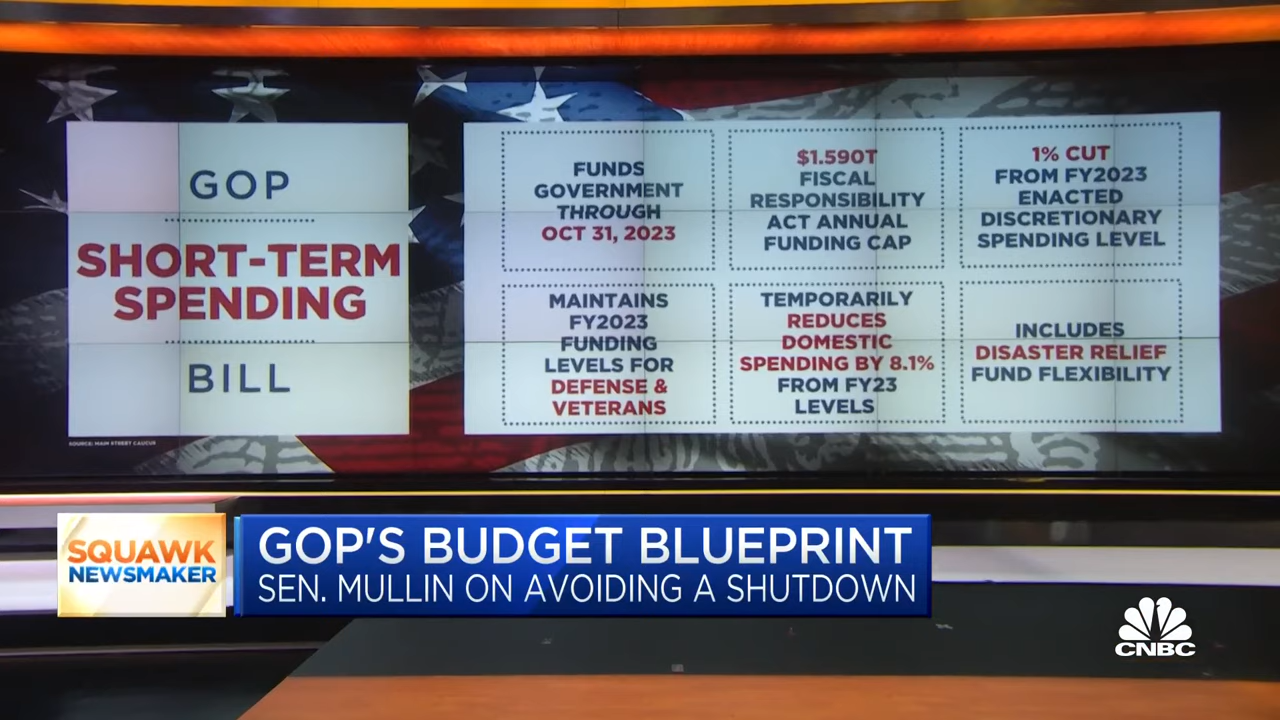 GOP
SHORT-TERM
SPENDING
BILL
SOURCE: MAIN STREET CAUCUS
FUNDS
GOVERNMENT
THROUGH
OCT 31, 2023
$1.590T
FISCAL
RESPONSIBILITY
ACT ANNUAL
FUNDING CAP
1% CUT
FROM FY2023
ENACTED
DISCRETIONARY
SPENDING LEVEL
MAINTAINS
FY2023
FUNDING
LEVELS FOR
DEFENSE &
VETERANS
TEMPORARILY
REDUCES
DOMESTIC
SPENDING BY 8.1%
FROM FY23
LEVELS
INCLUDES
DISASTER RELIEF
FUND FLEXIBILITY
SQUAWK
NEWSMAKER
GOP'S BUDGET BLUEPRINT
SEN. MULLIN ON AVOIDING A SHUTDOWN
CNBC